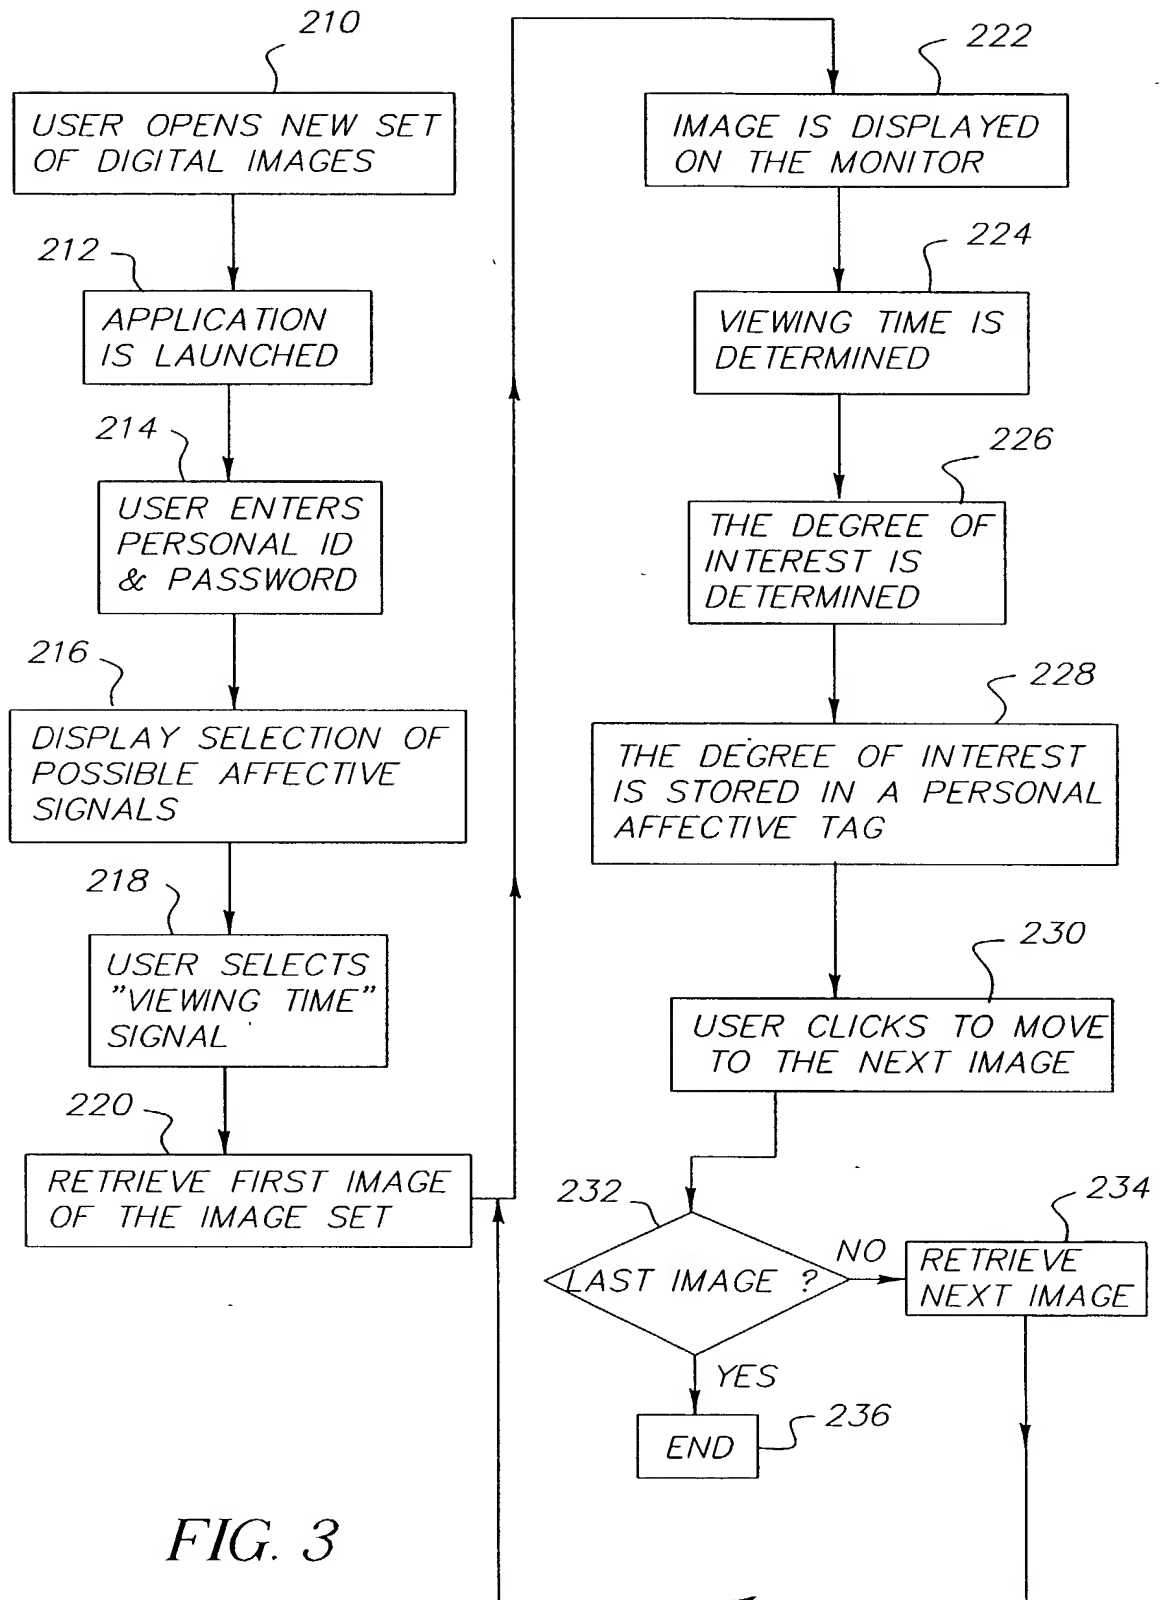 210
USER OPENS NEW SET
OF DIGITAL IMAGES
212
APPLICATION
IS LAUNCHED
214
USER ENTERS
PERSONAL ID
& PASSWORD
216
DISPLAY SELECTION OF
POSSIBLE AFFECTIVE
SIGNALS
218
USER SELECTS
"VIEWING TIME"
SIGNAL
220
RETRIEVE FIRST IMAGE
OF THE IMAGE SET
222
IMAGE IS DISPLAYED
ON THE MONITOR
224
VIEWING TIME IS
DETERMINED
226
THE DEGREE OF
INTEREST IS
DETERMINED
228
THE DEGREE OF INTEREST
IS STORED IN A PERSONAL
AFFECTIVE TAG
230
USER CLICKS TO MOVE
TO THE NEXT IMAGE
232
LAST IMAGE ?
NO
234
RETRIEVE
NEXT IMAGE
YES
END
236
FIG. 3